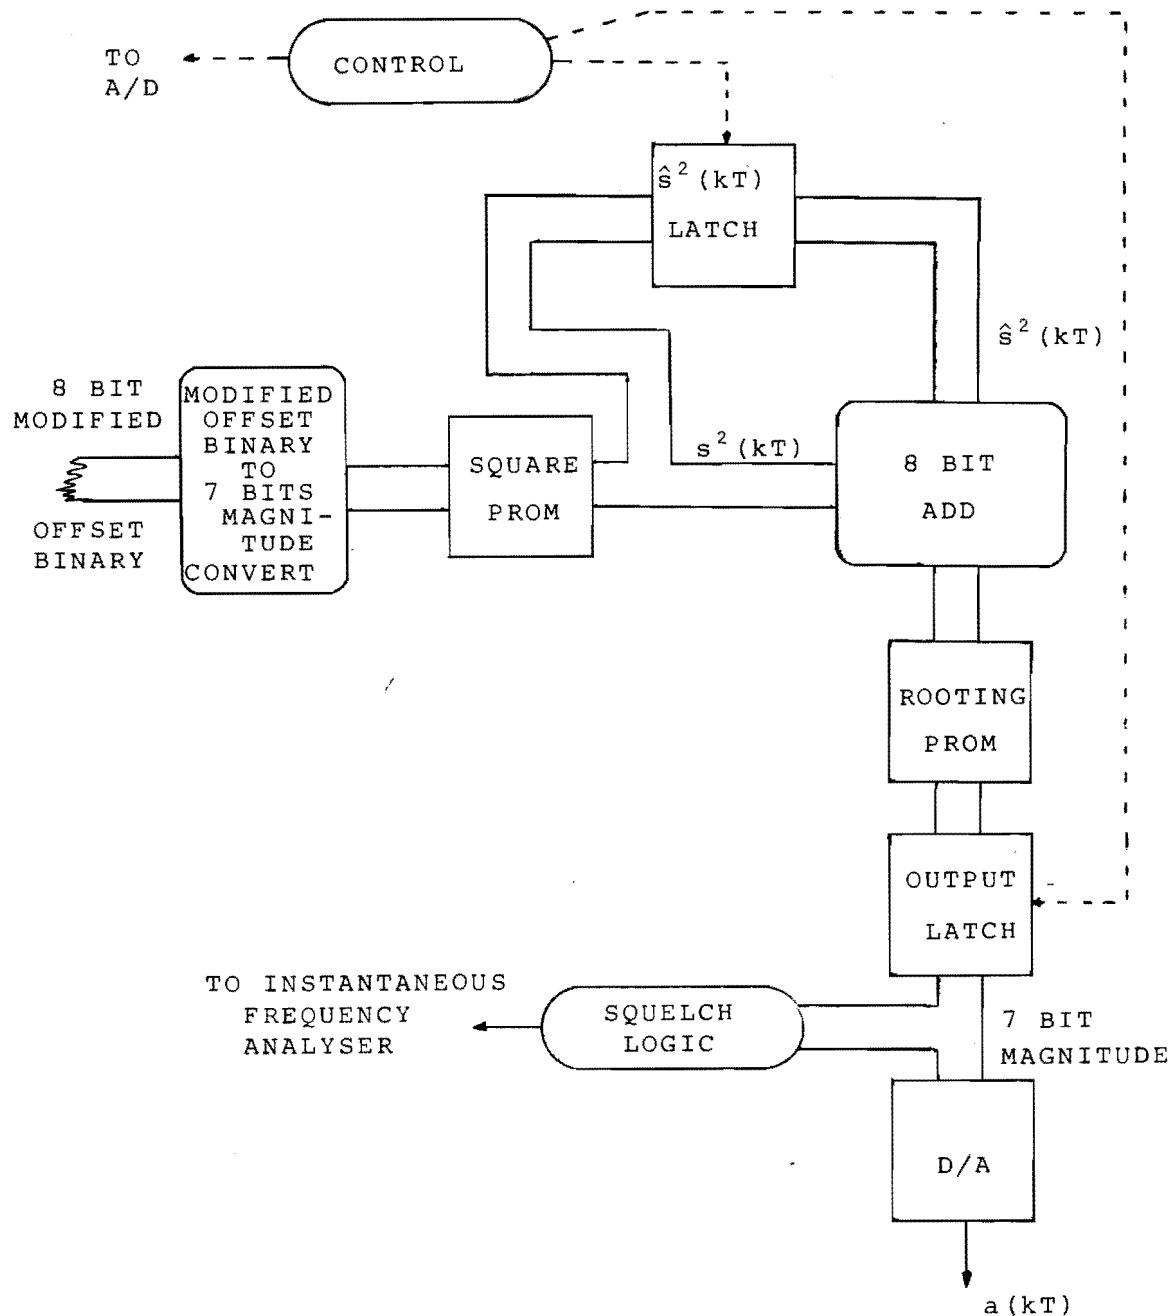 TO
A/D
CONTROL
ŝ²(kT)
LATCH
ŝ²(kT)
8 BIT
MODIFIED
OFFSET
BINARY
MODIFIED
OFFSET
BINARY
TO
7 BITS
MAGNI-
TUDE
CONVERT
SQUARE
PROM
s²(kT)
8 BIT
ADD
ROOTING
PROM
OUTPUT
LATCH
TO INSTANTANEOUS
FREQUENCY
ANALYSER
SQUELCH
LOGIC
7 BIT
MAGNITUDE
D/A
a(kT)